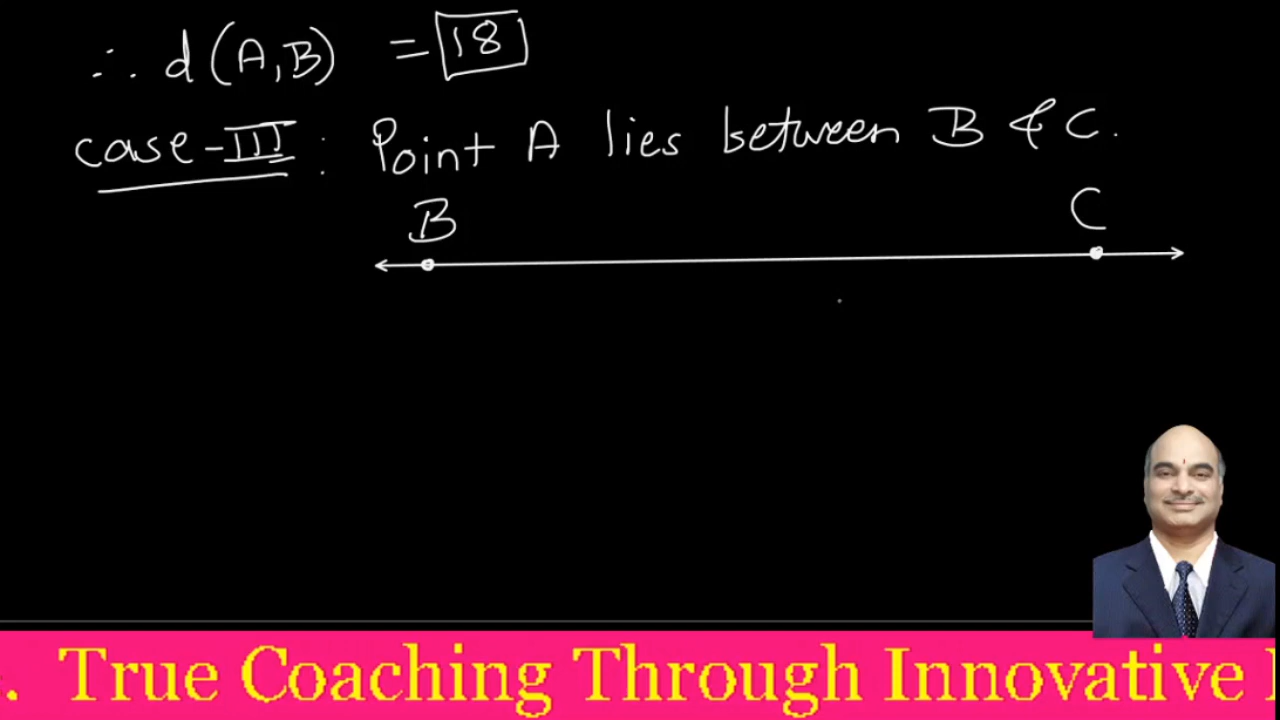 ∴ d(A,B) = 18
case-III : Point A lies between B & C.
B C
. True Coaching Through Innovative